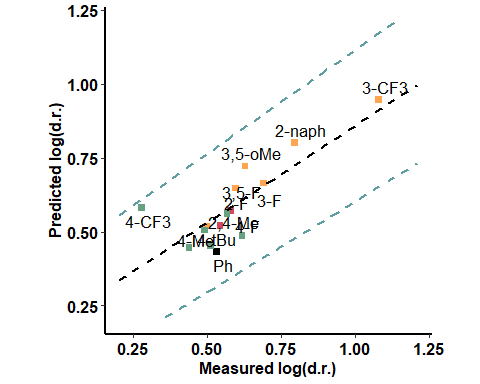 1.25
1.00
0.75
0.50
0.25
Predicted log(d.r.)
3-CF3
2-naph
3,5-oMe
3,5-F
2-F
3-F
4-CF3
2,4-Me
4-F
4-Me
tBu
Ph
0.25 0.50 0.75 1.00 1.25
Measured log(d.r.)